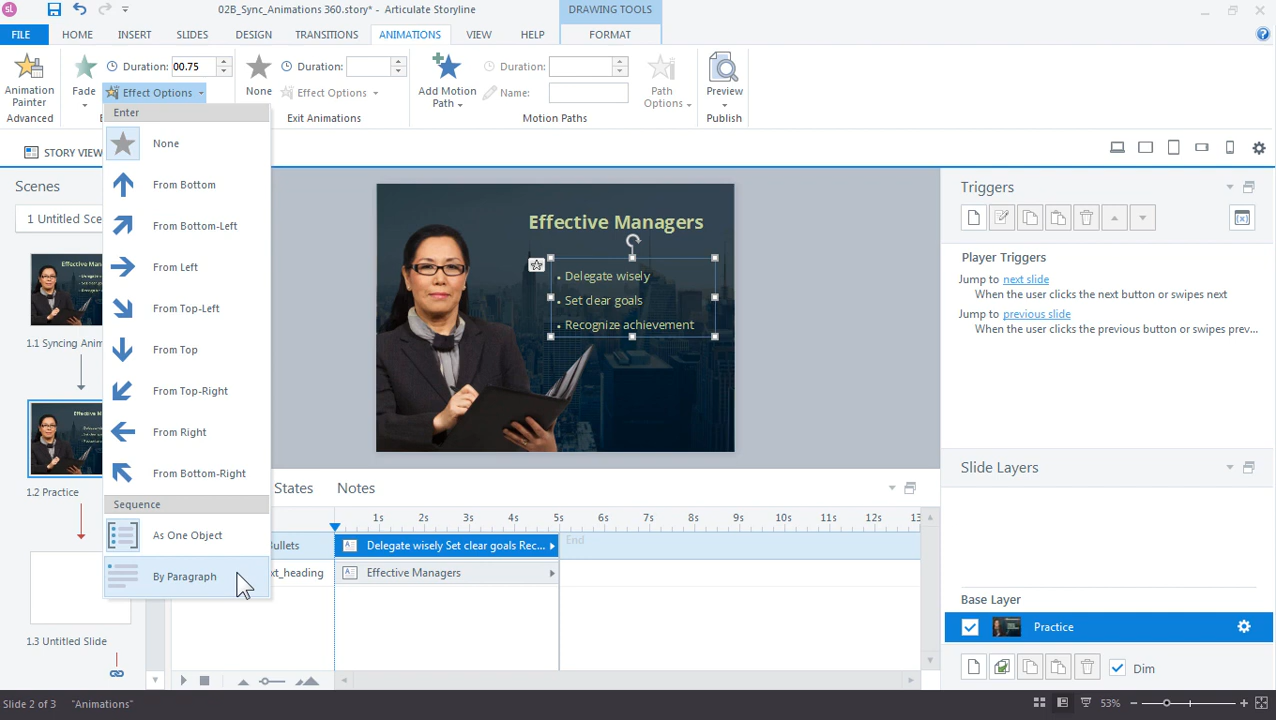 sl
02B_Sync_Animations 360.story* - Articulate Storyline
DRAWING TOOLS
FILE HOME INSERT SLIDES DESIGN TRANSITIONS ANIMATIONS VIEW HELP FORMAT
Animation Painter
Advanced
Fade
Duration: 00.75
Effect Options
None
Duration:
Effect Options
Exit Animations
Add Motion Path
Duration:
Name:
Path Options
Motion Paths
Preview
Publish
STORY VIEW
Enter
None
From Bottom
From Bottom-Left
From Left
From Top-Left
From Top
From Top-Right
From Right
From Bottom-Right
Sequence
As One Object
By Paragraph
Scenes
1 Untitled Sce
1.1 Syncing Anim
1.2 Practice
1.3 Untitled Slide
Effective Managers
• Delegate wisely
• Set clear goals
• Recognize achievement
States Notes
1s 2s 3s 4s 5s 6s 7s 8s 9s 10s 11s 12s 13
Bullets Delegate wisely Set clear goals Rec... End
xt_heading Effective Managers
Triggers
Player Triggers
Jump to next slide
When the user clicks the next button or swipes next
Jump to previous slide
When the user clicks the previous button or swipes prev...
Slide Layers
Base Layer
Practice
Dim
Slide 2 of 3 "Animations" 53%